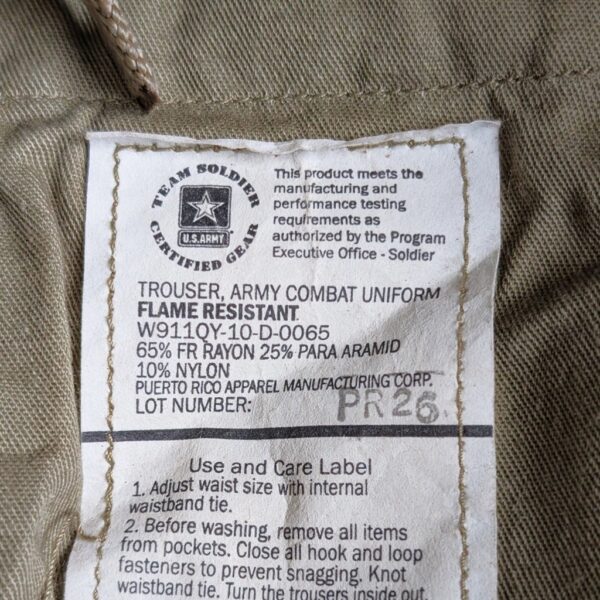 TEAM SOLDIER
U.S. ARMY
CERTIFIED GEAR
This product meets the
manufacturing and
performance testing
requirements as
authorized by the Program
Executive Office - Soldier
TROUSER, ARMY COMBAT UNIFORM
FLAME RESISTANT
W911QY-10-D-0065
65% FR RAYON 25% PARA ARAMID
10% NYLON
PUERTO RICO APPAREL MANUFACTURING CORP.
LOT NUMBER: PR26
Use and Care Label
1. Adjust waist size with internal
waistband tie.
2. Before washing, remove all items
from pockets. Close all hook and loop
fasteners to prevent snagging. Knot
waistband tie. Turn the trousers inside out.